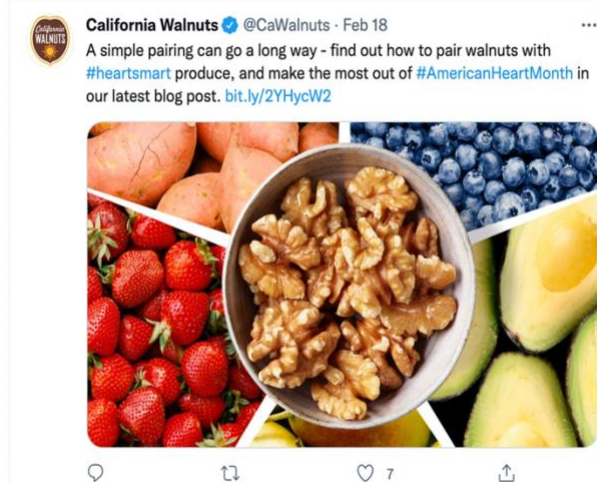 California
WALNUTS
California Walnuts @CaWalnuts · Feb 18
A simple pairing can go a long way - find out how to pair walnuts with
#heartsmart produce, and make the most out of #AmericanHeartMonth in
our latest blog post. bit.ly/2YHycW2
7